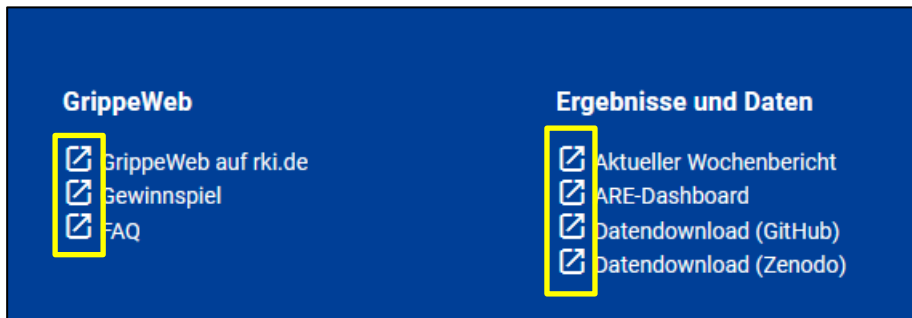 GrippeWeb
GrippeWeb auf rki.de
Gewinnspiel
FAQ
Ergebnisse und Daten
Aktueller Wochenbericht
ARE-Dashboard
Datendownload (GitHub)
Datendownload (Zenodo)